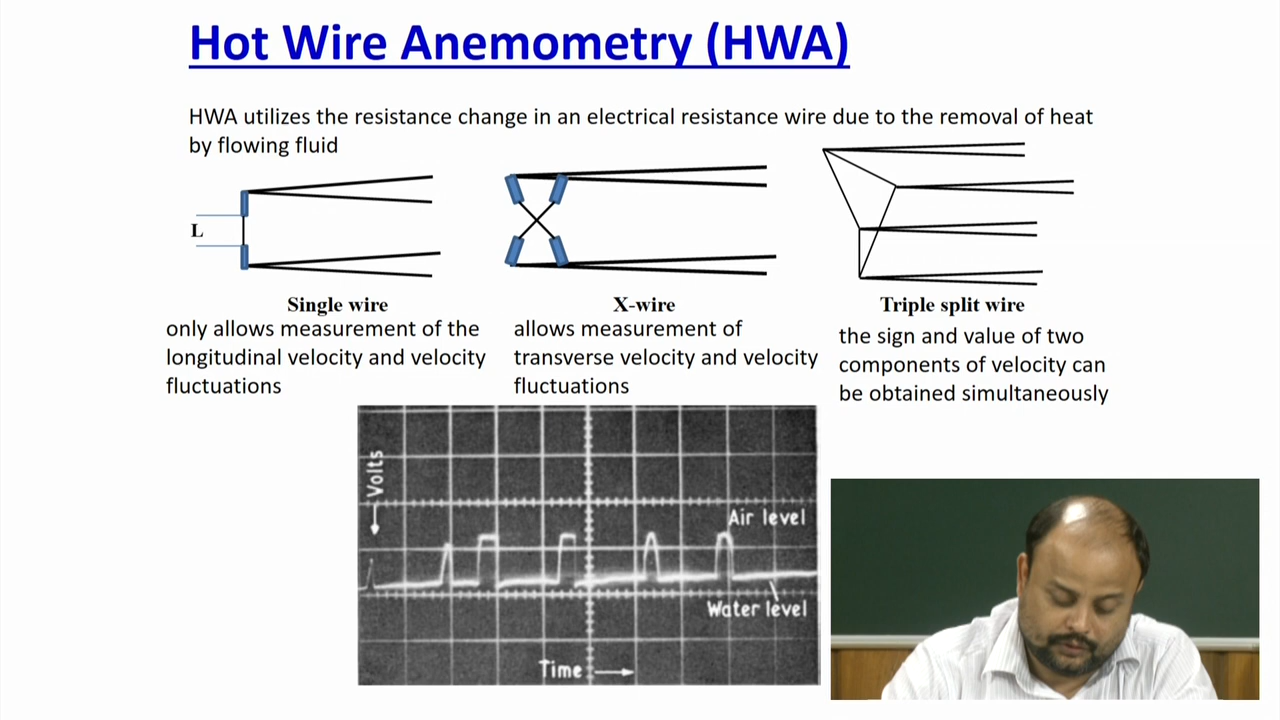 Hot Wire Anemometry (HWA)
HWA utilizes the resistance change in an electrical resistance wire due to the removal of heat
by flowing fluid
L
Single wire
only allows measurement of the
longitudinal velocity and velocity
fluctuations
X-wire
allows measurement of
transverse velocity and velocity
fluctuations
Triple split wire
the sign and value of two
components of velocity can
be obtained simultaneously
Volts
Air level
Water level
Time